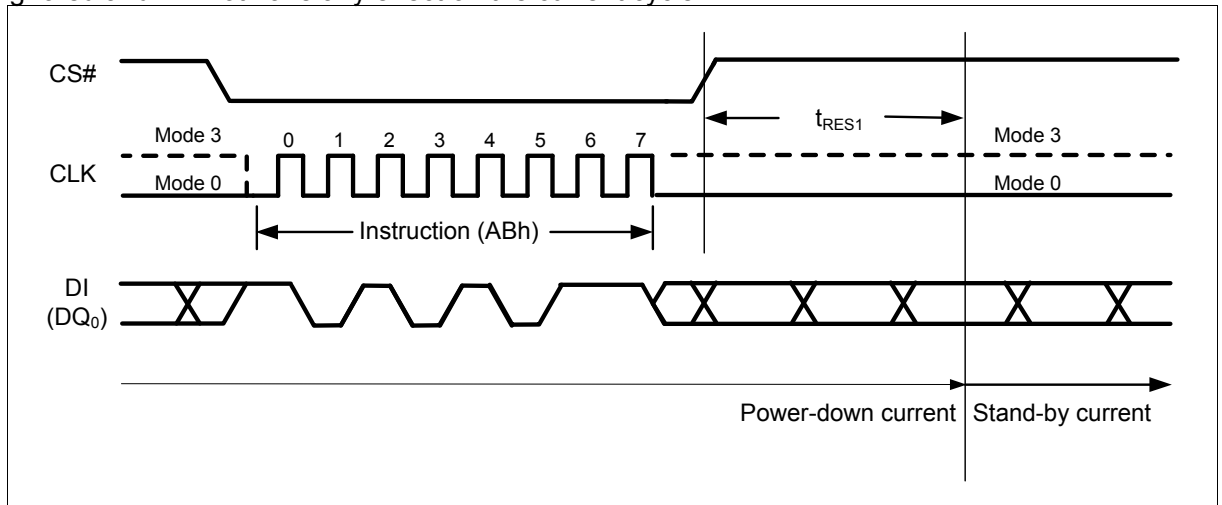 CS#
tRES1
Mode 3 0 1 2 3 4 5 6 7 Mode 3
CLK
Mode 0 Mode 0
Instruction (ABh)
DI
(DQ0)
Power-down current Stand-by current